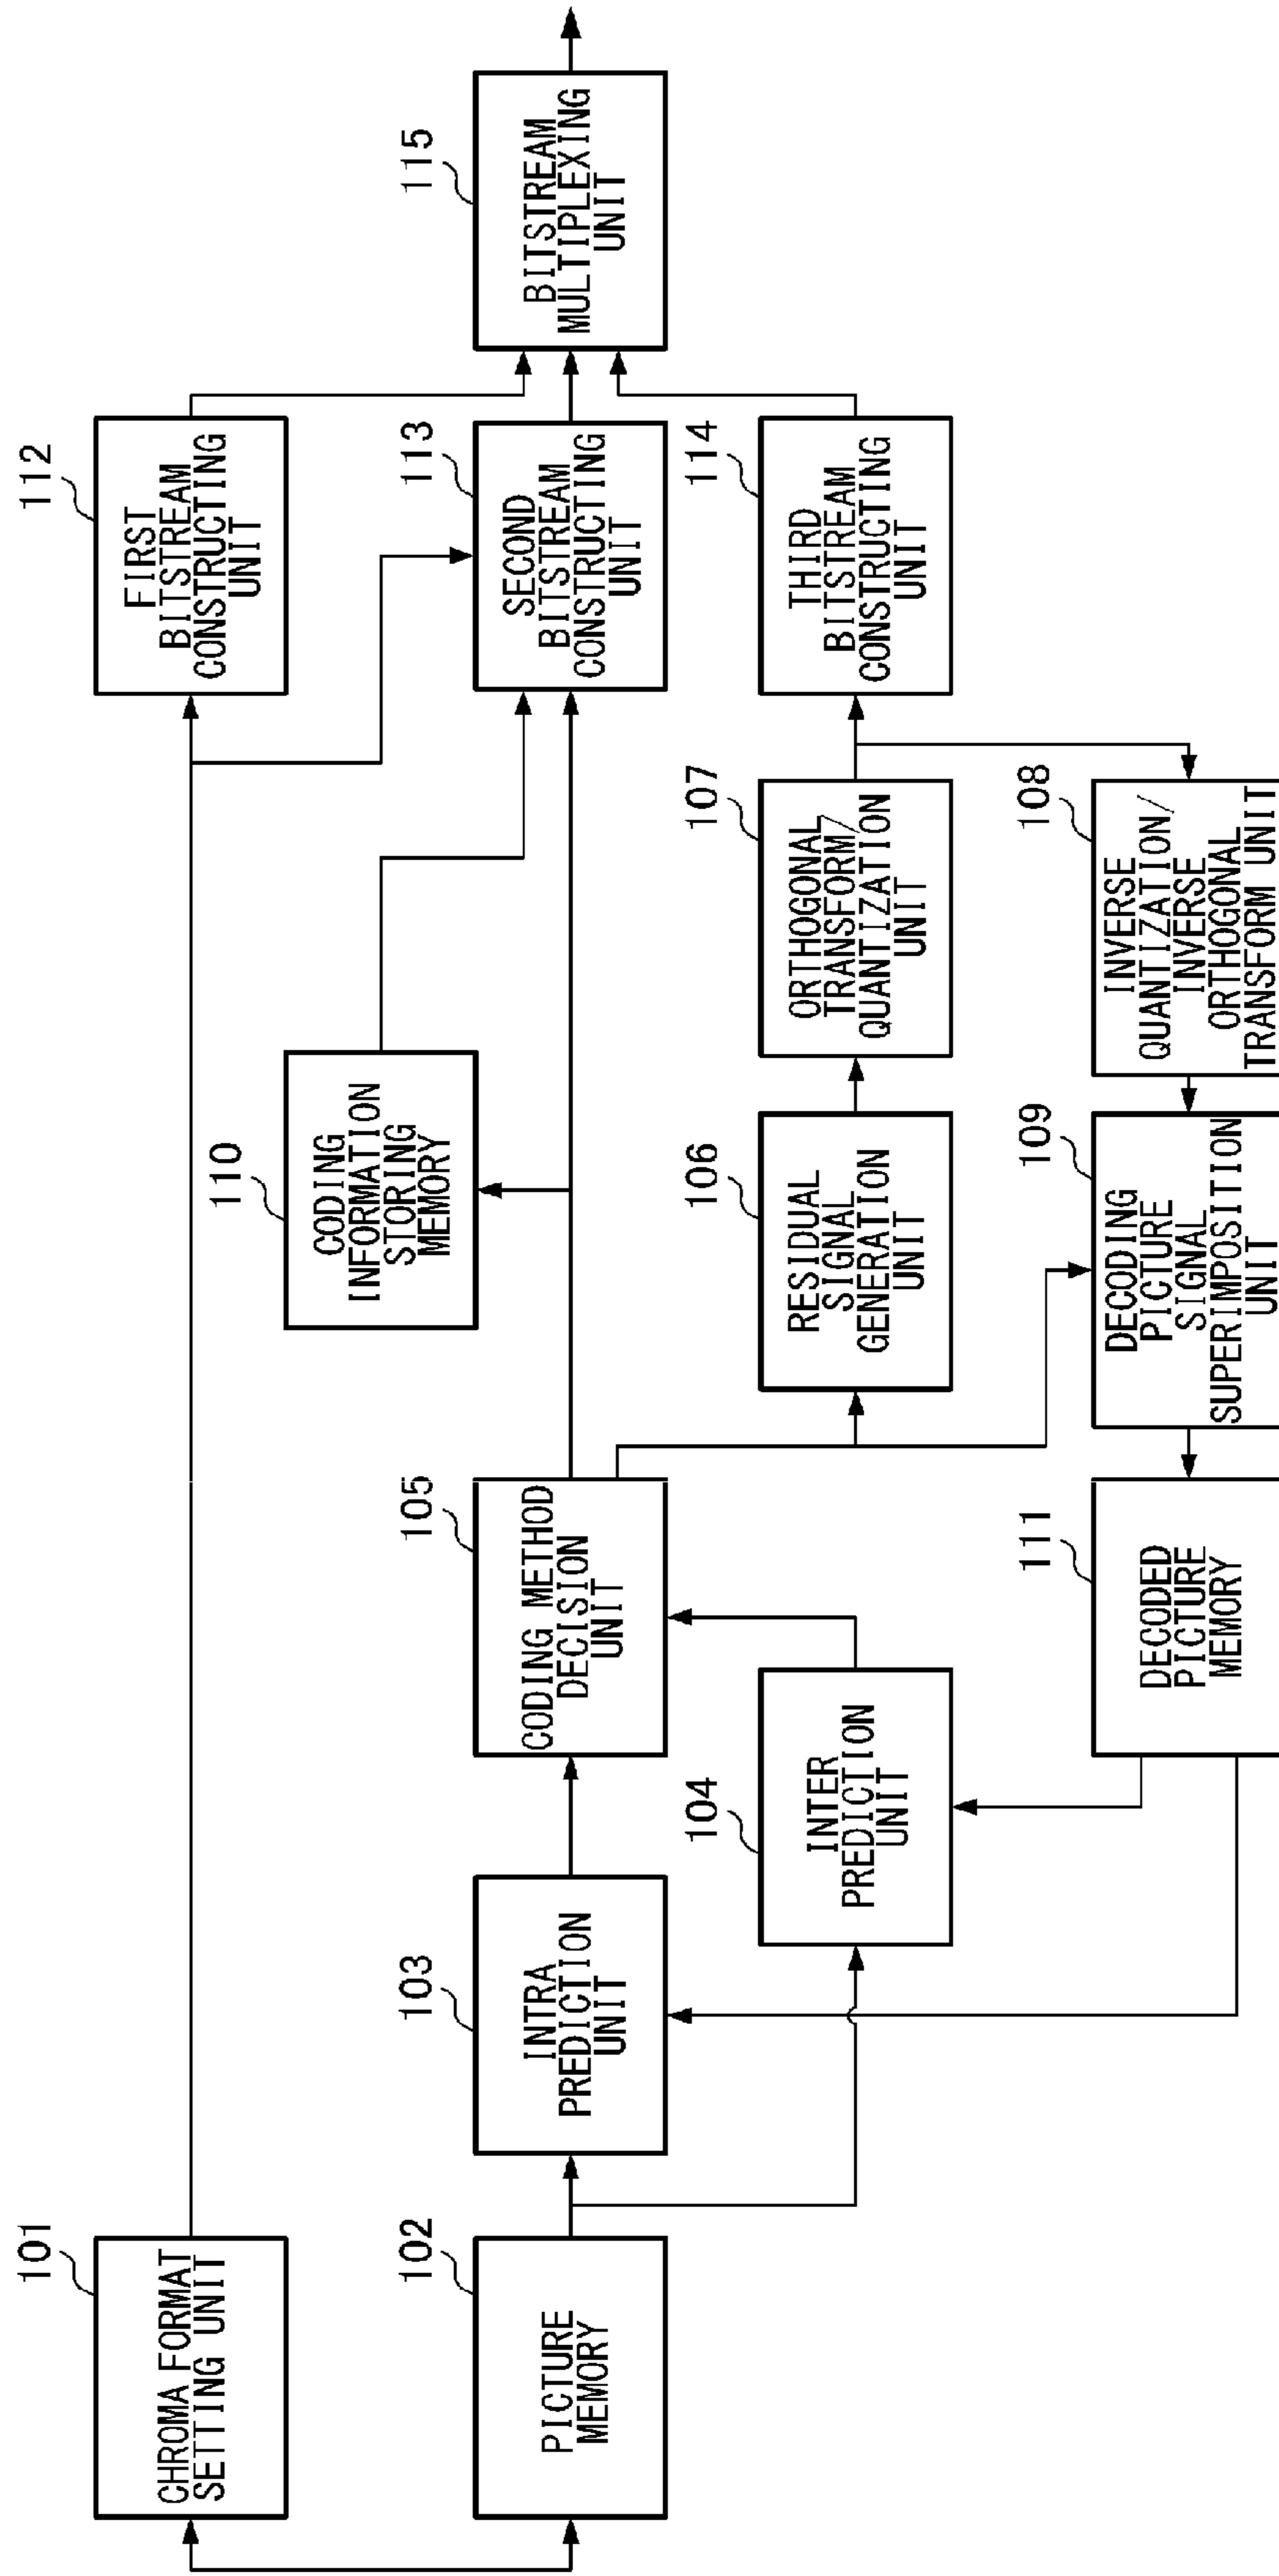 101
CHROMA FORMAT
SETTING UNIT
112
FIRST
BITSTREAM
CONSTRUCTING
UNIT
102
PICTURE
MEMORY
103
INTRA
PREDICTION
UNIT
105
CODING METHOD
DECISION
UNIT
110
CODING
INFORMATION
STORING
MEMORY
113
SECOND
BITSTREAM
CONSTRUCTING
UNIT
115
BITSTREAM
MULTIPLEXING
UNIT
104
INTER
PREDICTION
UNIT
106
RESIDUAL
SIGNAL
GENERATION
UNIT
107
ORTHOGONAL
TRANSFORM/
QUANTIZATION
UNIT
114
THIRD
BITSTREAM
CONSTRUCTING
UNIT
111
DECODED
PICTURE
MEMORY
109
DECODING
PICTURE
SIGNAL
SUPERIMPOSITION
UNIT
108
INVERSE
QUANTIZATION/
INVERSE
ORTHOGONAL
TRANSFORM UNIT